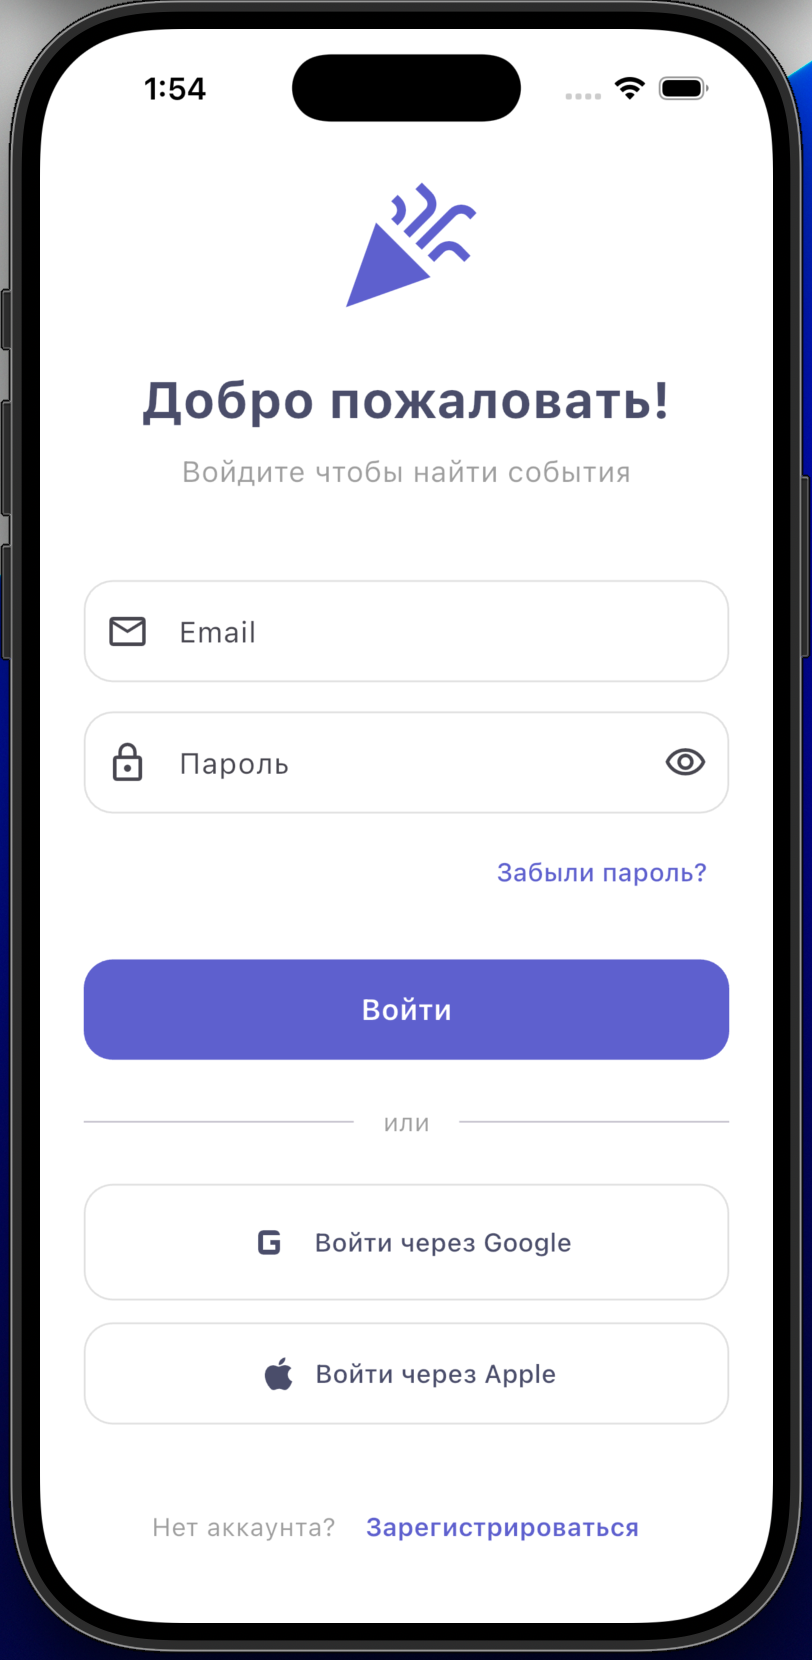 1:54
Добро пожаловать!
Войдите чтобы найти события
Email
Пароль
Забыли пароль?
Войти
или
G Войти через Google
Войти через Apple
Нет аккаунта? Зарегистрироваться